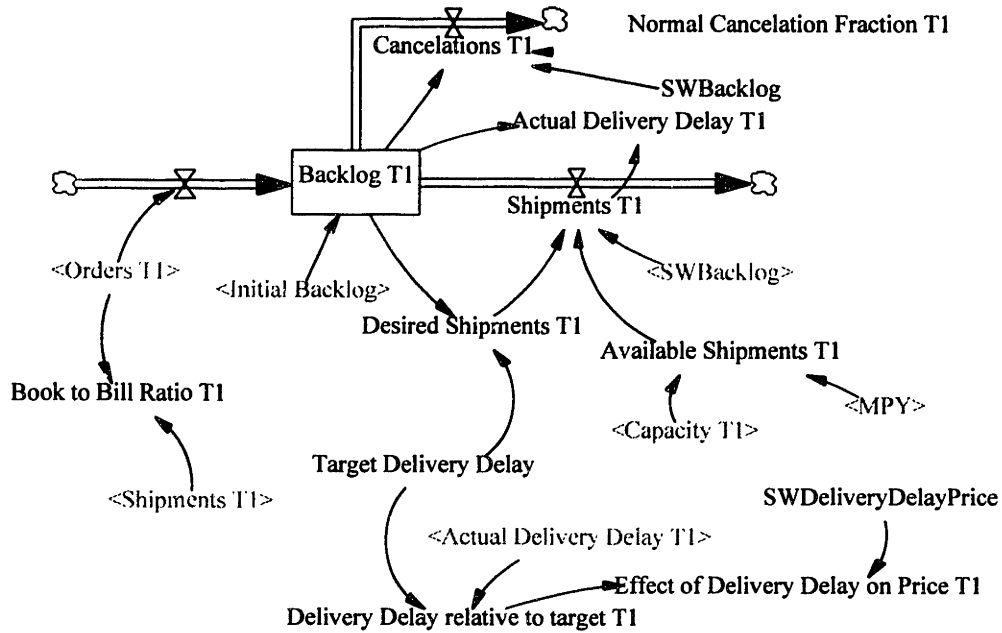 Normal Cancelation Fraction T1
Cancelations T1
SWBacklog
Actual Delivery Delay T1
Backlog T1
Shipments T1
<Orders T1>
<Initial Backlog>
<SWBacklog>
Desired Shipments T1
Available Shipments T1
Book to Bill Ratio T1
<MPY>
<Capacity T1>
Target Delivery Delay
<Shipments T1>
SWDeliveryDelayPrice
<Actual Delivery Delay T1>
Effect of Delivery Delay on Price T1
Delivery Delay relative to target T1